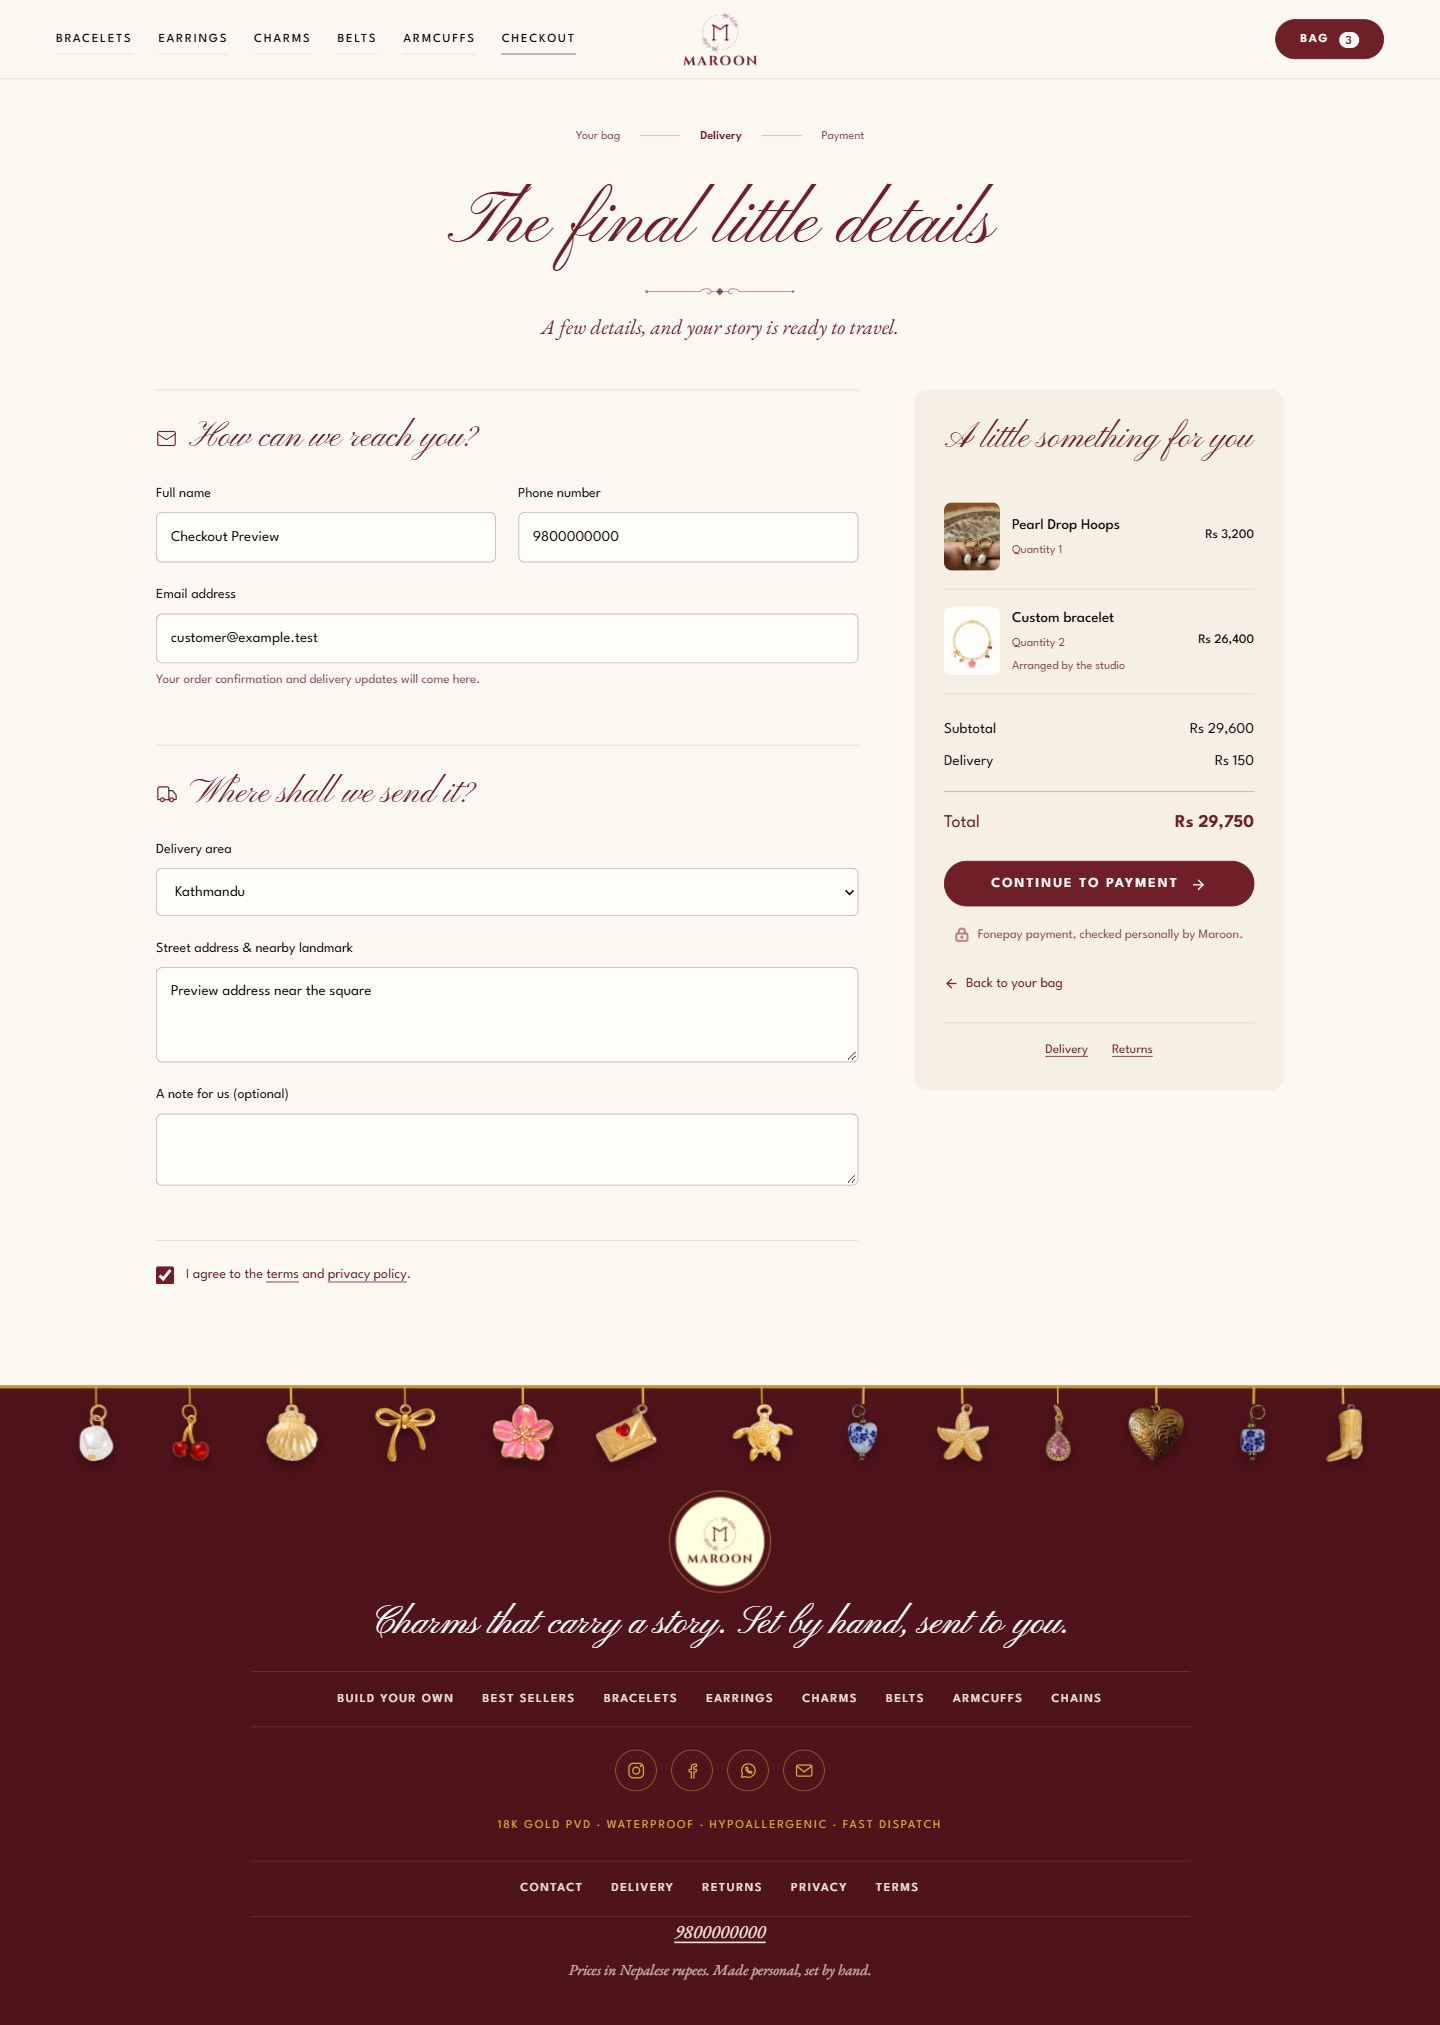 BRACELETS EARRINGS CHARMS BELTS ARMCUFFS CHECKOUT
M
MAROON
BAG 3
Your bag Delivery Payment
The final little details
A few details, and your story is ready to travel.
How can we reach you?
Full name Phone number
Checkout Preview 9800000000
Email address
customer@example.test
Your order confirmation and delivery updates will come here.
Where shall we send it?
Delivery area
Kathmandu
Street address & nearby landmark
Preview address near the square
A note for us (optional)
I agree to the terms and privacy policy.
A little something for you
Pearl Drop Hoops
Quantity 1
Rs 3,200
Custom bracelet
Quantity 2
Arranged by the studio
Rs 26,400
Subtotal Rs 29,600
Delivery Rs 150
Total Rs 29,750
CONTINUE TO PAYMENT
Fonepay payment, checked personally by Maroon.
Back to your bag
Delivery Returns
M
MAROON
Charms that carry a story. Set by hand, sent to you.
BUILD YOUR OWN BEST SELLERS BRACELETS EARRINGS CHARMS BELTS ARMCUFFS CHAINS
18K GOLD PVD · WATERPROOF · HYPOALLERGENIC · FAST DISPATCH
CONTACT DELIVERY RETURNS PRIVACY TERMS
9800000000
Prices in Nepalese rupees. Made personal, set by hand.